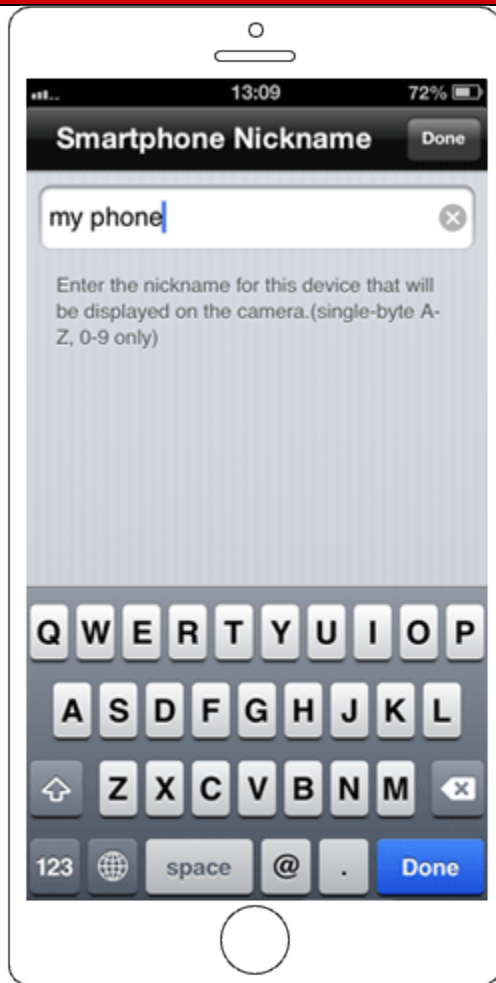 13:09
72%
Smartphone Nickname
Done
my phone
Enter the nickname for this device that will
be displayed on the camera.(single-byte A-
Z, 0-9 only)
Q W E R T Y U I O P
A S D F G H J K L
Z X C V B N M
123 space @ . Done